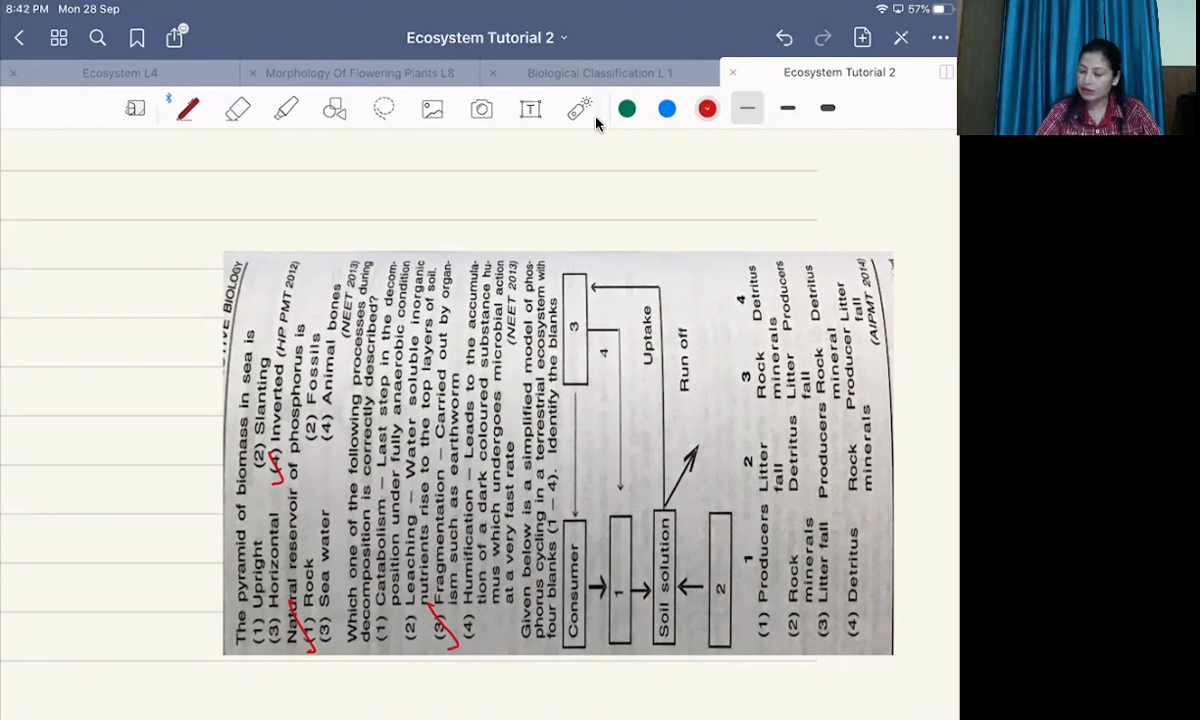 8:42 PM Mon 28 Sep
57%
Ecosystem Tutorial 2
Ecosystem L4
Morphology Of Flowering Plants L8
Biological Classification L 1
Ecosystem Tutorial 2
T
BIOLOGY
The pyramid of biomass in sea is
(1) Upright (2) Slanting
(3) Horizontal (4) Inverted (HP PMT 2012)
Natural reservoir of phosphorus is
(1) Rock (2) Fossils
(3) Sea water (4) Animal bones
(NEET 2013)
Which one of the following processes during
decomposition is correctly described?
(1) Catabolism – Last step in the decom-
position under fully anaerobic condition
(2) Leaching – Water soluble inorganic
nutrients rise to the top layers of soil.
(3) Fragmentation – Carried out by organ-
ism such as earthworm
(4) Humification – Leads to the accumula-
tion of a dark coloured substance hu-
mus which undergoes microbial action
at a very fast rate (NEET 2013)
Given below is a simplified model of phos-
phorus cycling in a terrestrial ecosystem with
four blanks (1 – 4). Identify the blanks
Consumer
3
4
1
Uptake
Soil solution
Run off
2
1 2 3 4
(1) Producers Litter fall Rock minerals Detritus
(2) Rock minerals Detritus Litter fall Producers
(3) Litter fall Producers Rock mineral Detritus
(4) Detritus Rock minerals Producer Litter fall
(AIPMT 2014)